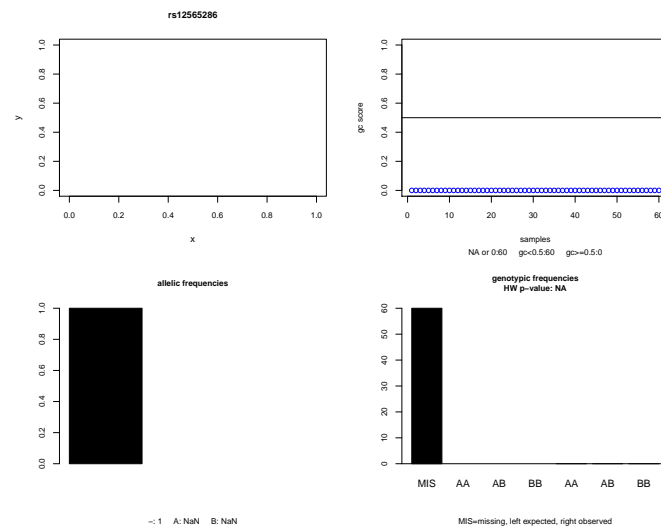 rs12565286
1.0
0.8
0.6
0.4
0.2
0.0
y
0.0 0.2 0.4 0.6 0.8 1.0
x
1.0
0.8
0.6
0.4
0.2
0.0
gc score
0 10 20 30 40 50 60
samples
NA or 0:60 gc<0.5:60 gc>=0.5:0
allelic frequencies
1.0
0.8
0.6
0.4
0.2
0.0
-: 1 A: NaN B: NaN
genotypic frequencies
HW p-value: NA
60
50
40
30
20
10
0
MIS AA AB BB AA AB BB
MIS=missing, left expected, right observed